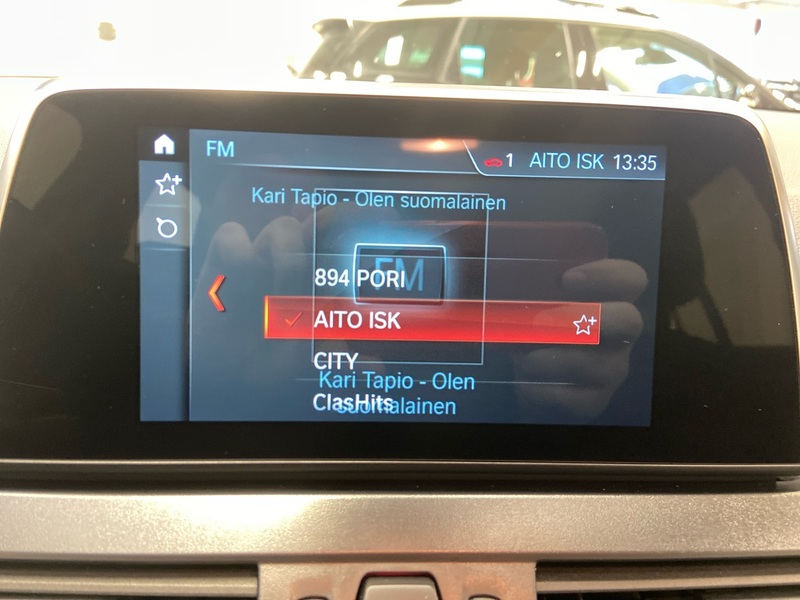 FM
1 AITO ISK 13:35
Kari Tapio - Olen suomalainen
FM
894 PORI
AITO ISK
CITY
Kari Tapio - Olen
ClasHits
suomalainen